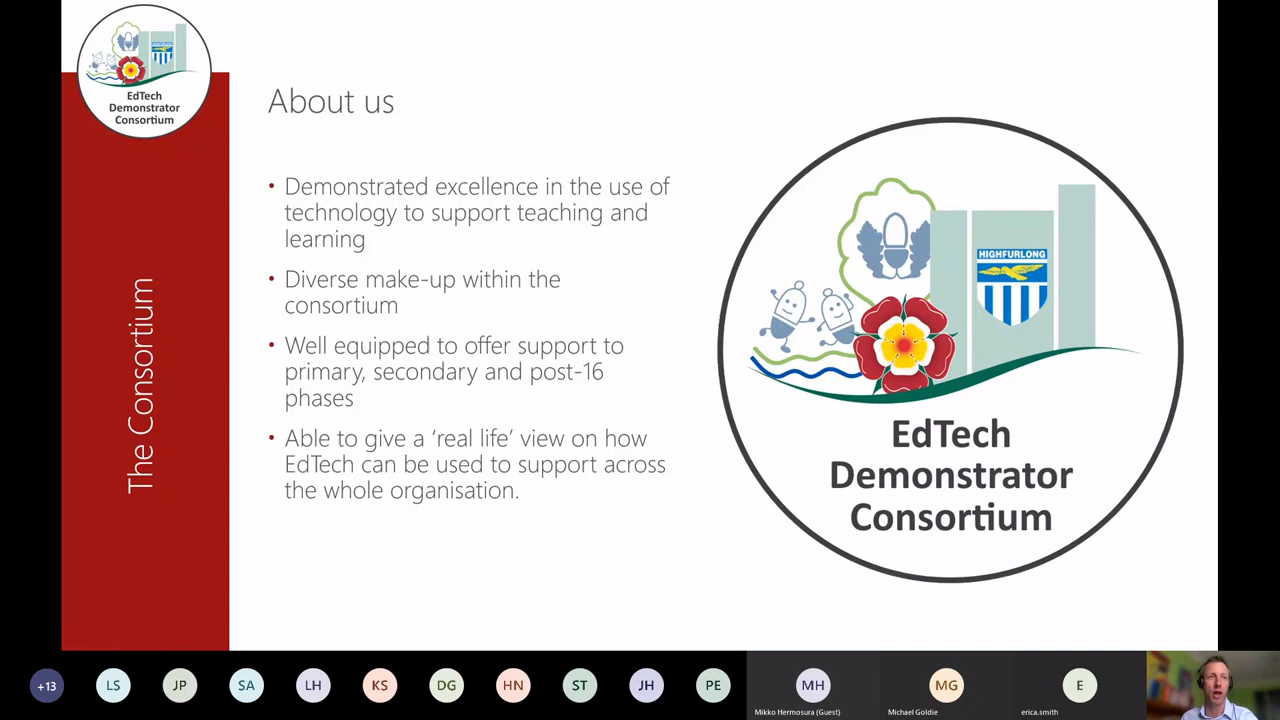 EdTech
Demonstrator
Consortium
The Consortium
About us
• Demonstrated excellence in the use of
technology to support teaching and
learning
• Diverse make-up within the
consortium
• Well equipped to offer support to
primary, secondary and post-16
phases
• Able to give a ‘real life’ view on how
EdTech can be used to support across
the whole organisation.
HIGHFURLONG
EdTech
Demonstrator
Consortium
+13
LS
JP
SA
LH
KS
DG
HN
ST
JH
PE
MH
MG
E
Mikko Hermosura (Guest)
Michael Goldie
erica.smith